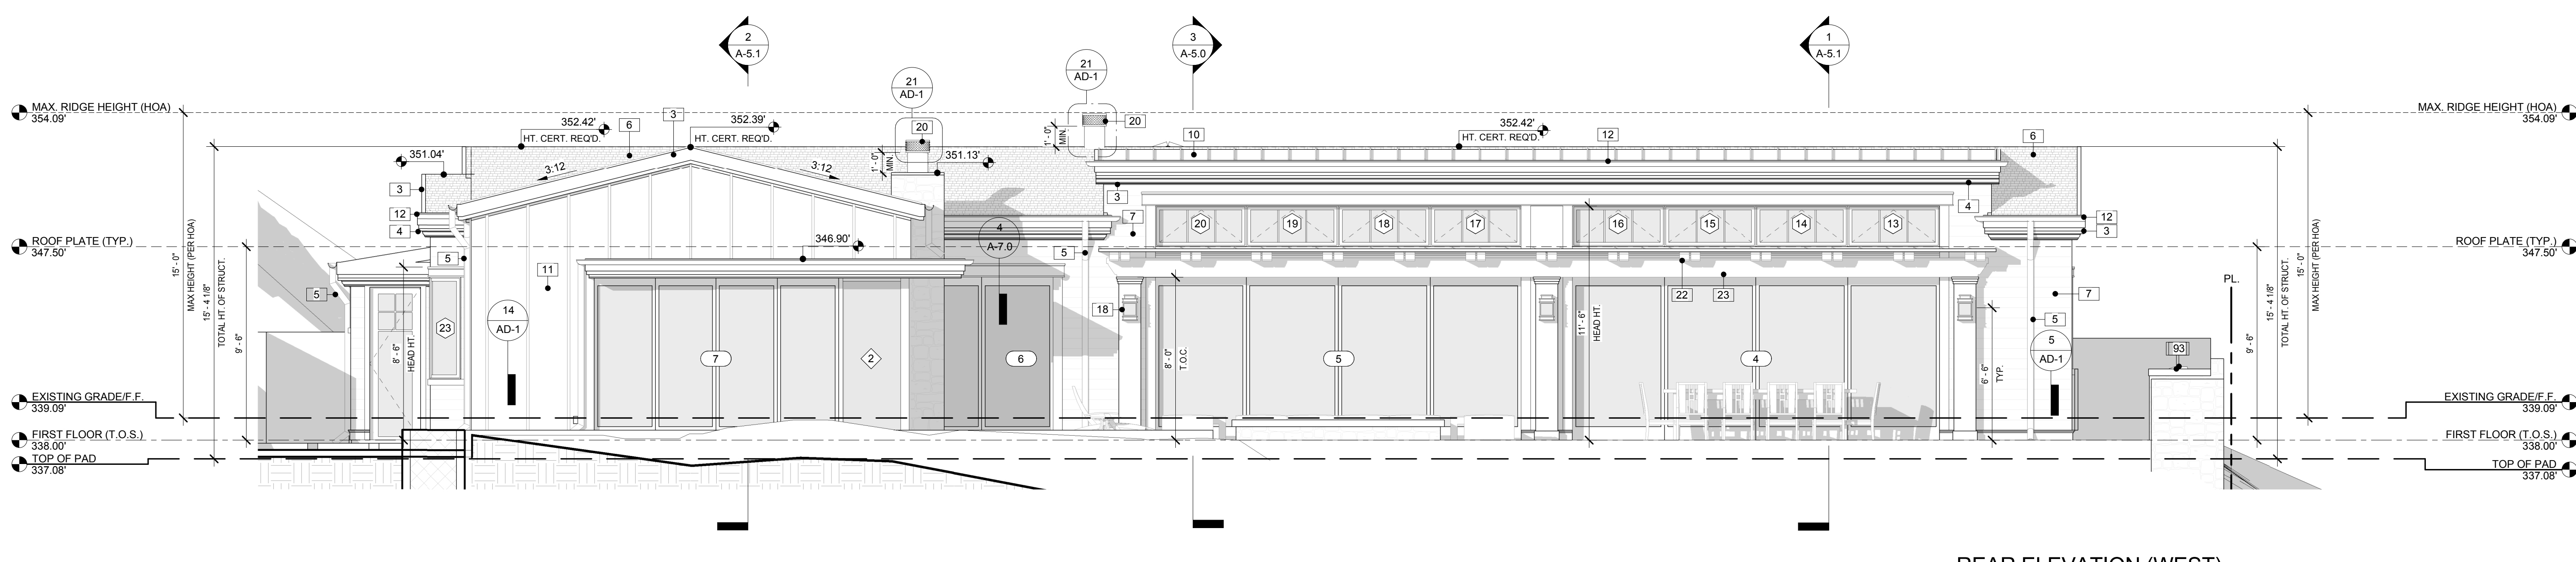 2
A-5.1
3
A-5.0
1
A-5.1
21
AD-1
21
AD-1
MAX. RIDGE HEIGHT (HOA)
354.09'
MAX. RIDGE HEIGHT (HOA)
354.09'
352.42'
HT. CERT. REQ'D.
6
3
352.39'
HT. CERT. REQ'D.
20
20
1' - 0"
MIN.
10
352.42'
HT. CERT. REQ'D.
12
6
351.04'
3:12
3:12
1' - 0"
MIN.
351.13'
3
12
4
3
4
7
12
3
20
19
18
17
16
15
14
13
ROOF PLATE (TYP.)
347.50'
ROOF PLATE (TYP.)
347.50'
15' - 0"
MAX HEIGHT (PER HOA)
15' - 4 1/8"
TOTAL HT. OF STRUCT.
9' - 6"
5
11
346.90'
4
A-7.0
5
5
23
8' - 6"
HEAD HT.
14
AD-1
7
2
6
18
8' - 0"
T.O.C.
5
11' - 6"
HEAD HT.
22
23
4
6' - 6"
TYP.
7
5
5
AD-1
93
PL.
9' - 6"
15' - 4 1/8"
TOTAL HT. OF STRUCT.
15' - 0"
MAX HEIGHT (PER HOA)
EXISTING GRADE/F.F.
339.09'
EXISTING GRADE/F.F.
339.09'
FIRST FLOOR (T.O.S.)
338.00'
FIRST FLOOR (T.O.S.)
338.00'
TOP OF PAD
337.08'
TOP OF PAD
337.08'
REAR ELEVATION (WEST)